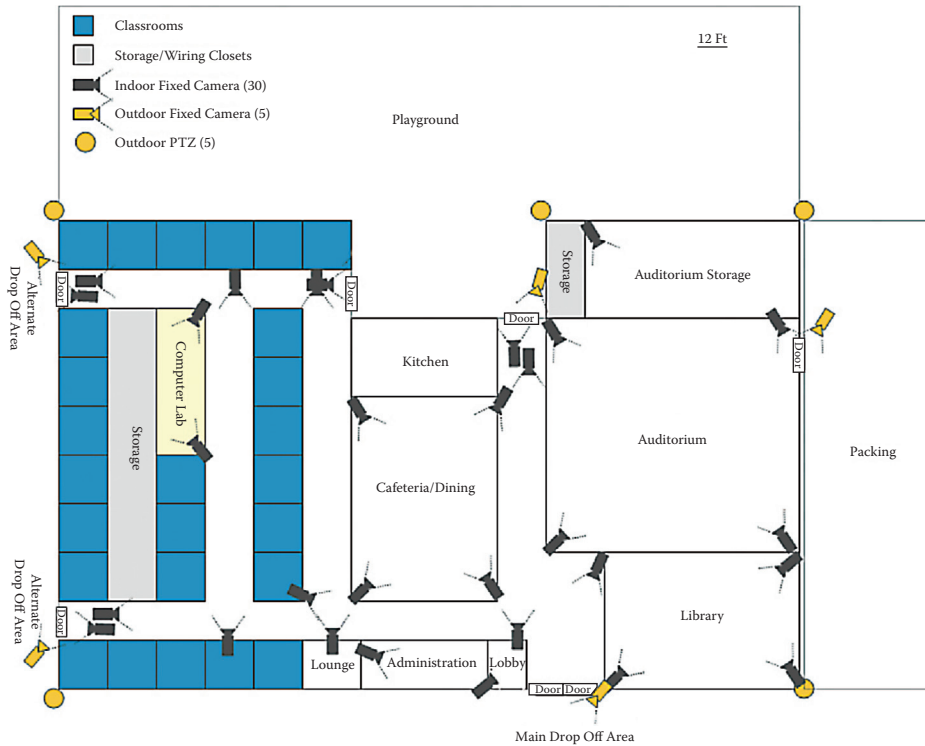 Classrooms
12 Ft
Storage/Wiring Closets
Indoor Fixed Camera (30)
Outdoor Fixed Camera (5)
Playground
Outdoor PTZ (5)
Storage
Auditorium Storage
Alternate
Drop Off Area
Door
Door
Door
Kitchen
Door
Computer Lab
Storage
Auditorium
Packing
Cafeteria/Dining
Alternate
Drop Off Area
Door
Library
Lounge
Administration
Lobby
Door
Door
Main Drop Off Area